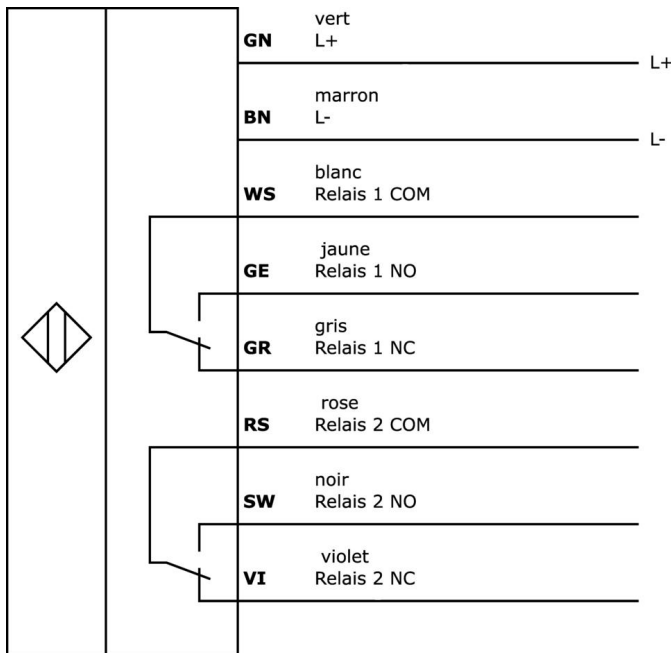 vert
GN L+
L+
marron
BN L-
L-
blanc
WS Relais 1 COM
jaune
GE Relais 1 NO
gris
GR Relais 1 NC
rose
RS Relais 2 COM
noir
SW Relais 2 NO
violet
VI Relais 2 NC